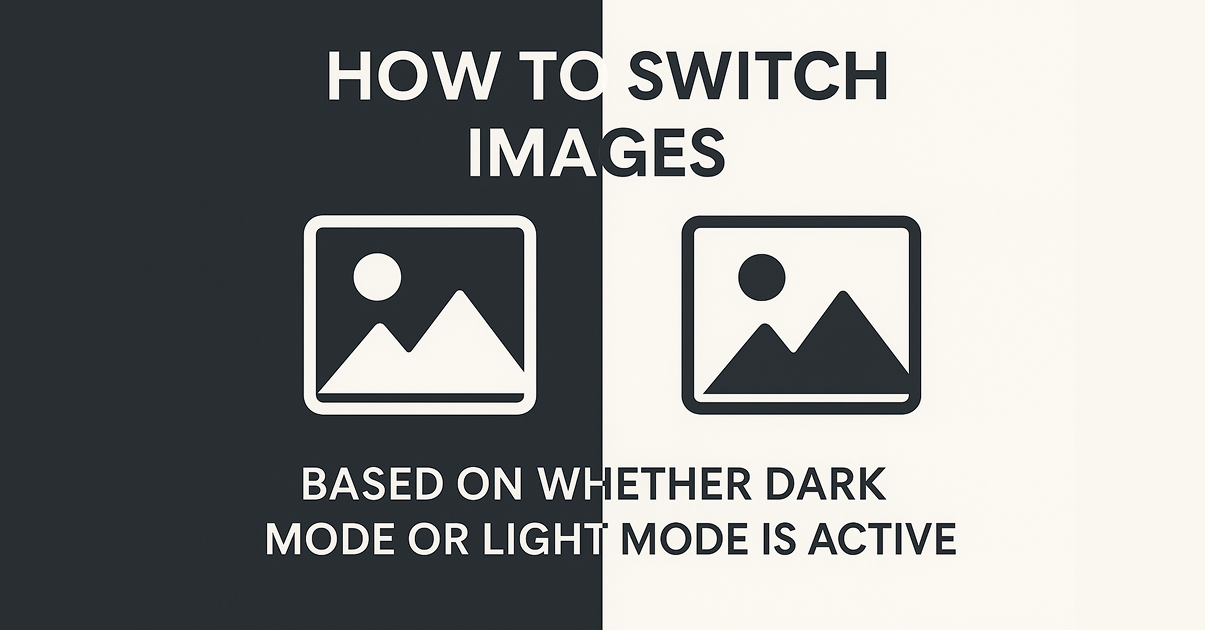 HOW TO SWITCH
IMAGES
BASED ON WHETHER DARK
MODE OR LIGHT MODE IS ACTIVE